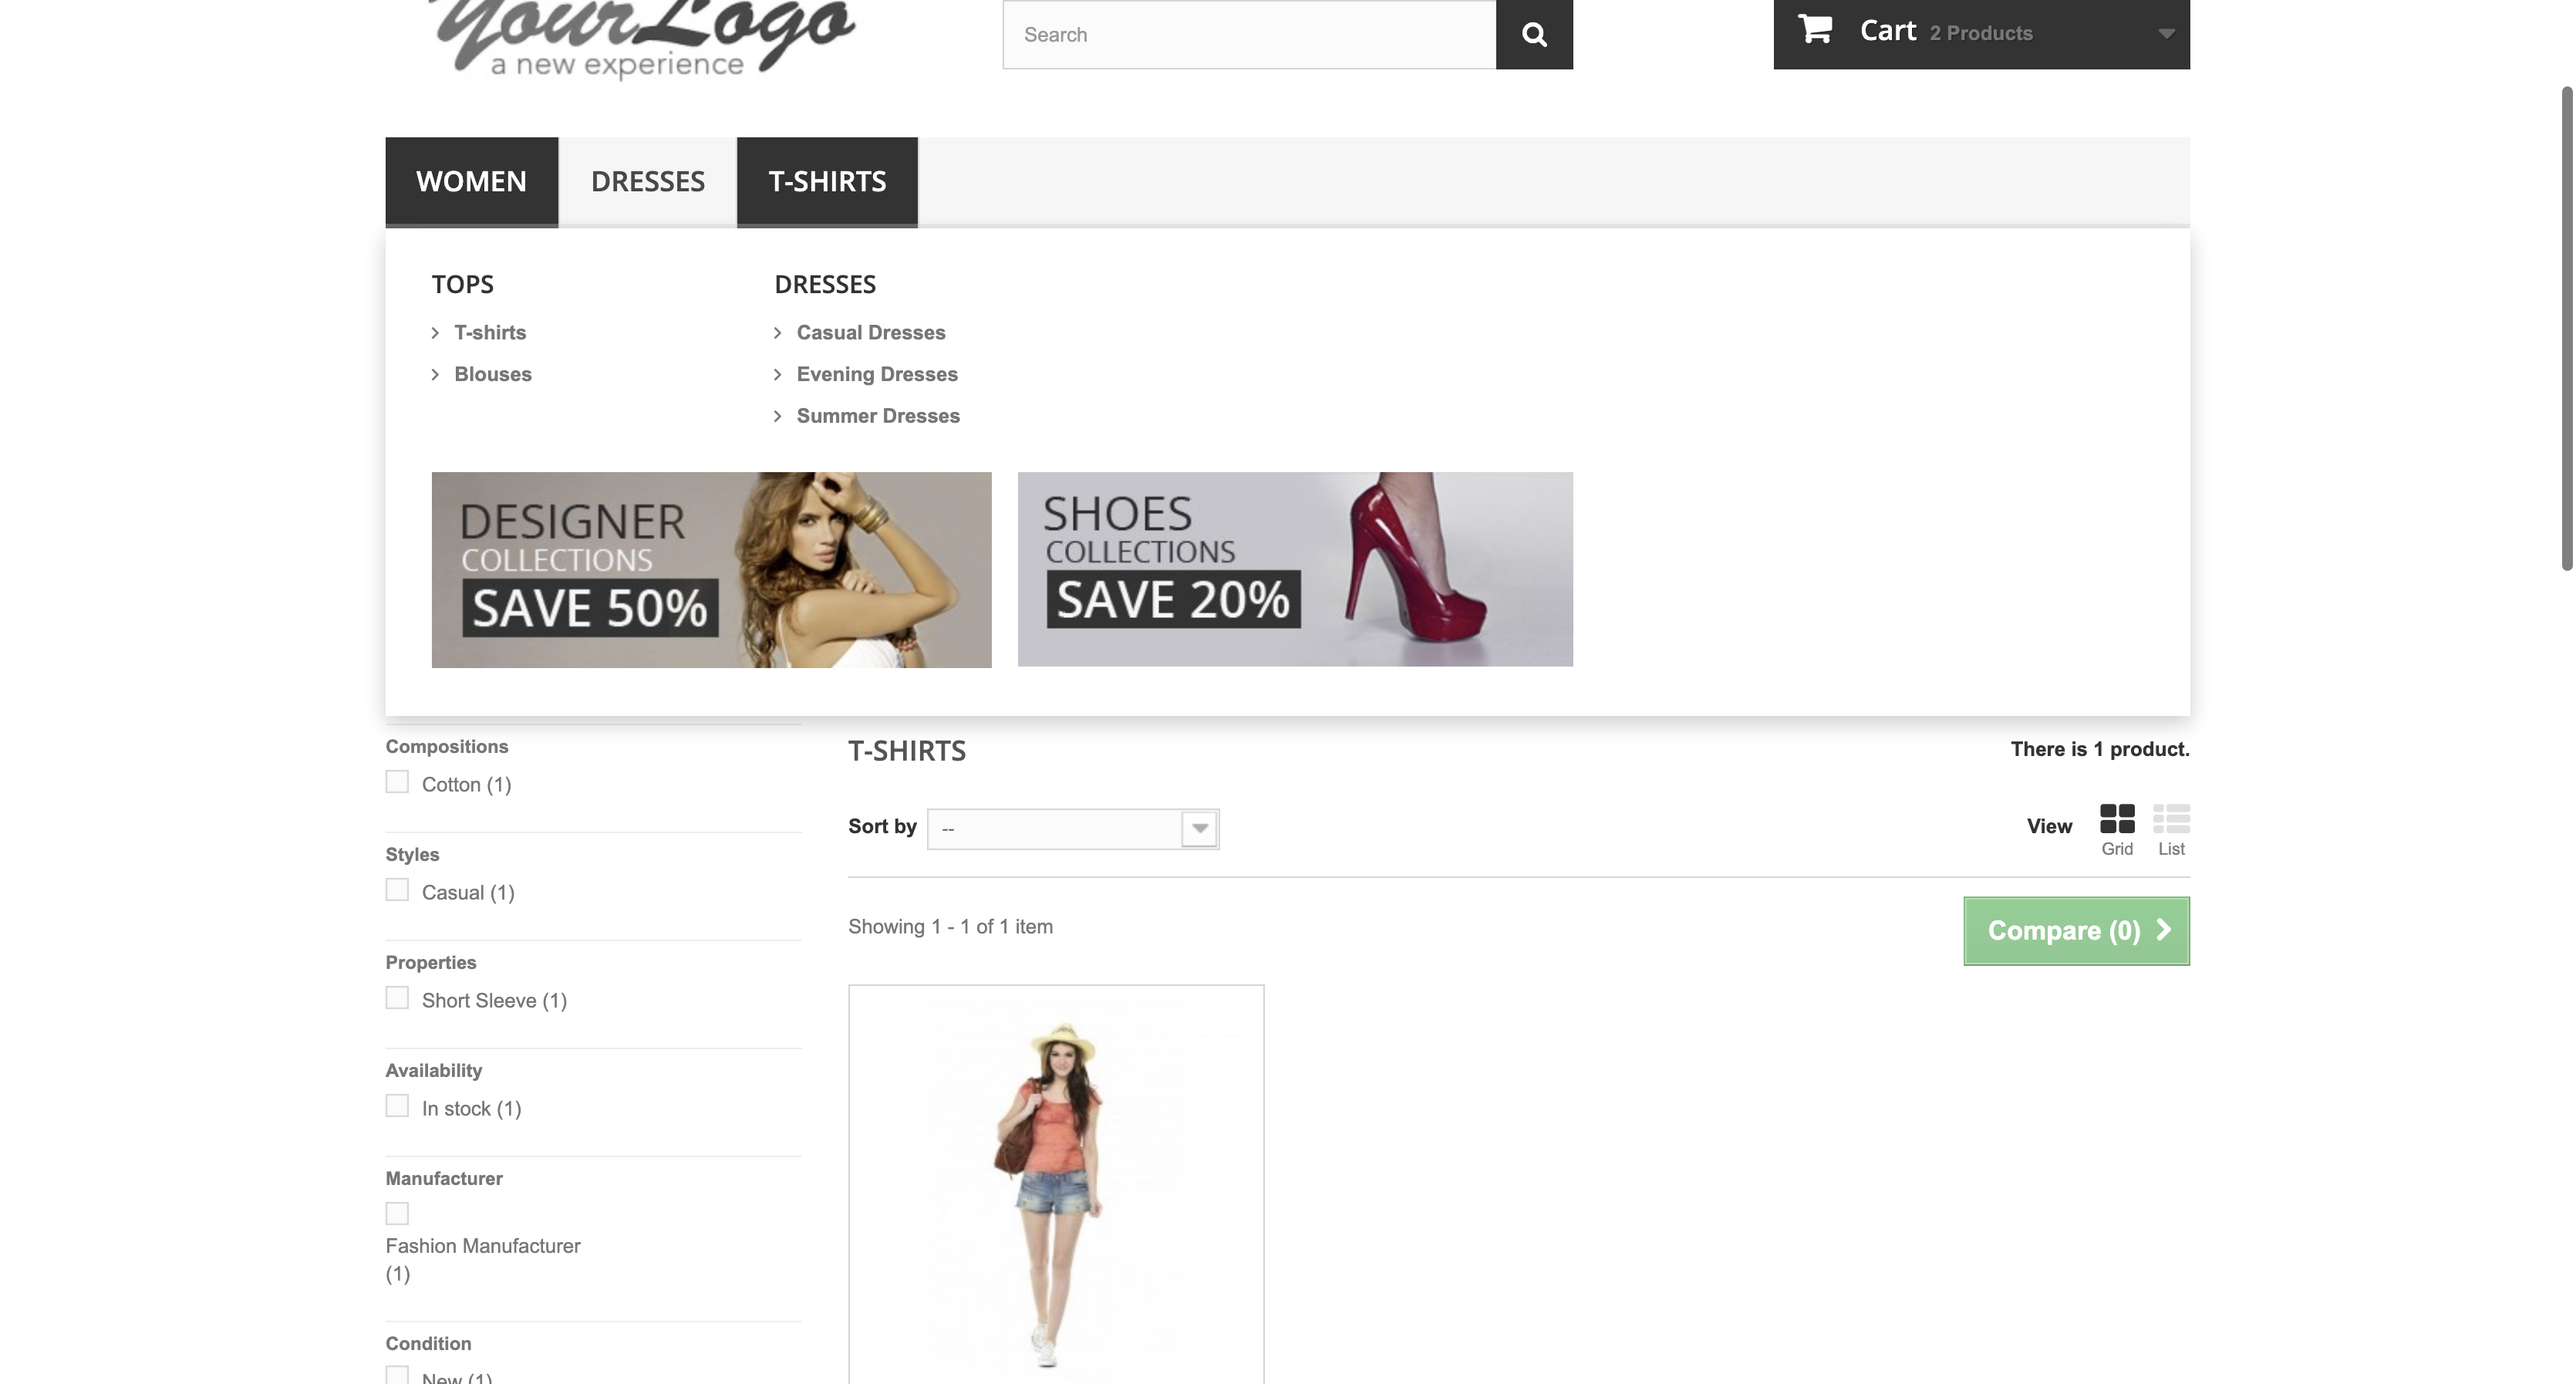 YourLogo
a new experience
Search
Cart 2 Products
WOMEN DRESSES T-SHIRTS
TOPS
T-shirts
Blouses
DRESSES
Casual Dresses
Evening Dresses
Summer Dresses
DESIGNER
COLLECTIONS
SAVE 50%
SHOES
COLLECTIONS
SAVE 20%
Compositions
Cotton (1)
Styles
Casual (1)
Properties
Short Sleeve (1)
Availability
In stock (1)
Manufacturer
Fashion Manufacturer
(1)
Condition
New (1)
T-SHIRTS
There is 1 product.
Sort by --
View
Grid List
Showing 1 - 1 of 1 item
Compare (0)